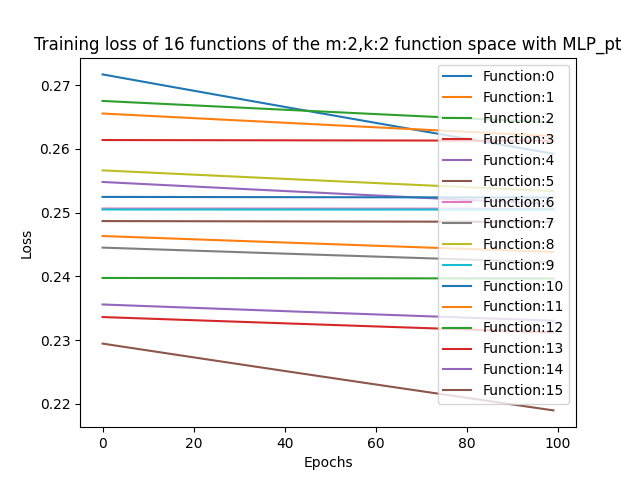 Training loss of 16 functions of the m:2,k:2 function space with MLP_pt
0.27
0.26
0.25
0.24
0.23
0.22
Loss
0
20
40
60
80
100
Epochs
Function:0
Function:1
Function:2
Function:3
Function:4
Function:5
Function:6
Function:7
Function:8
Function:9
Function:10
Function:11
Function:12
Function:13
Function:14
Function:15